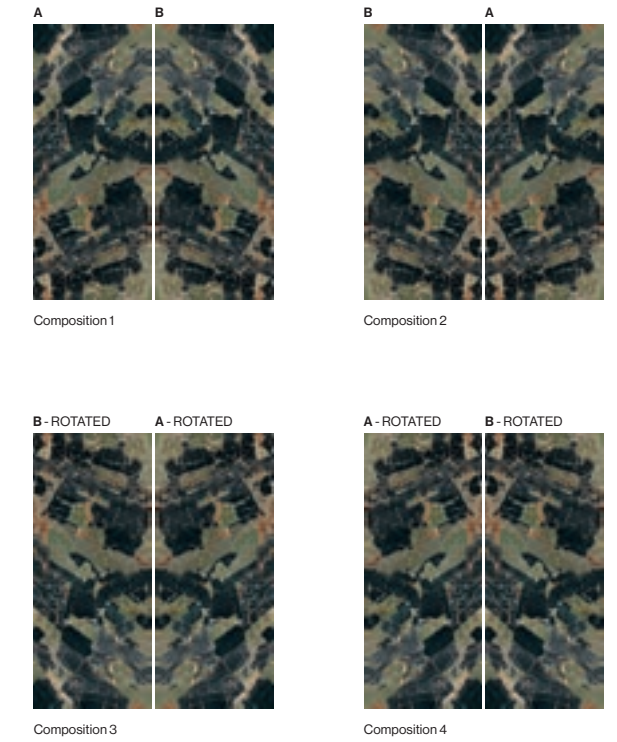 A B
B A
Composition 1
Composition 2
B - ROTATED A - ROTATED
A - ROTATED B - ROTATED
Composition 3
Composition 4